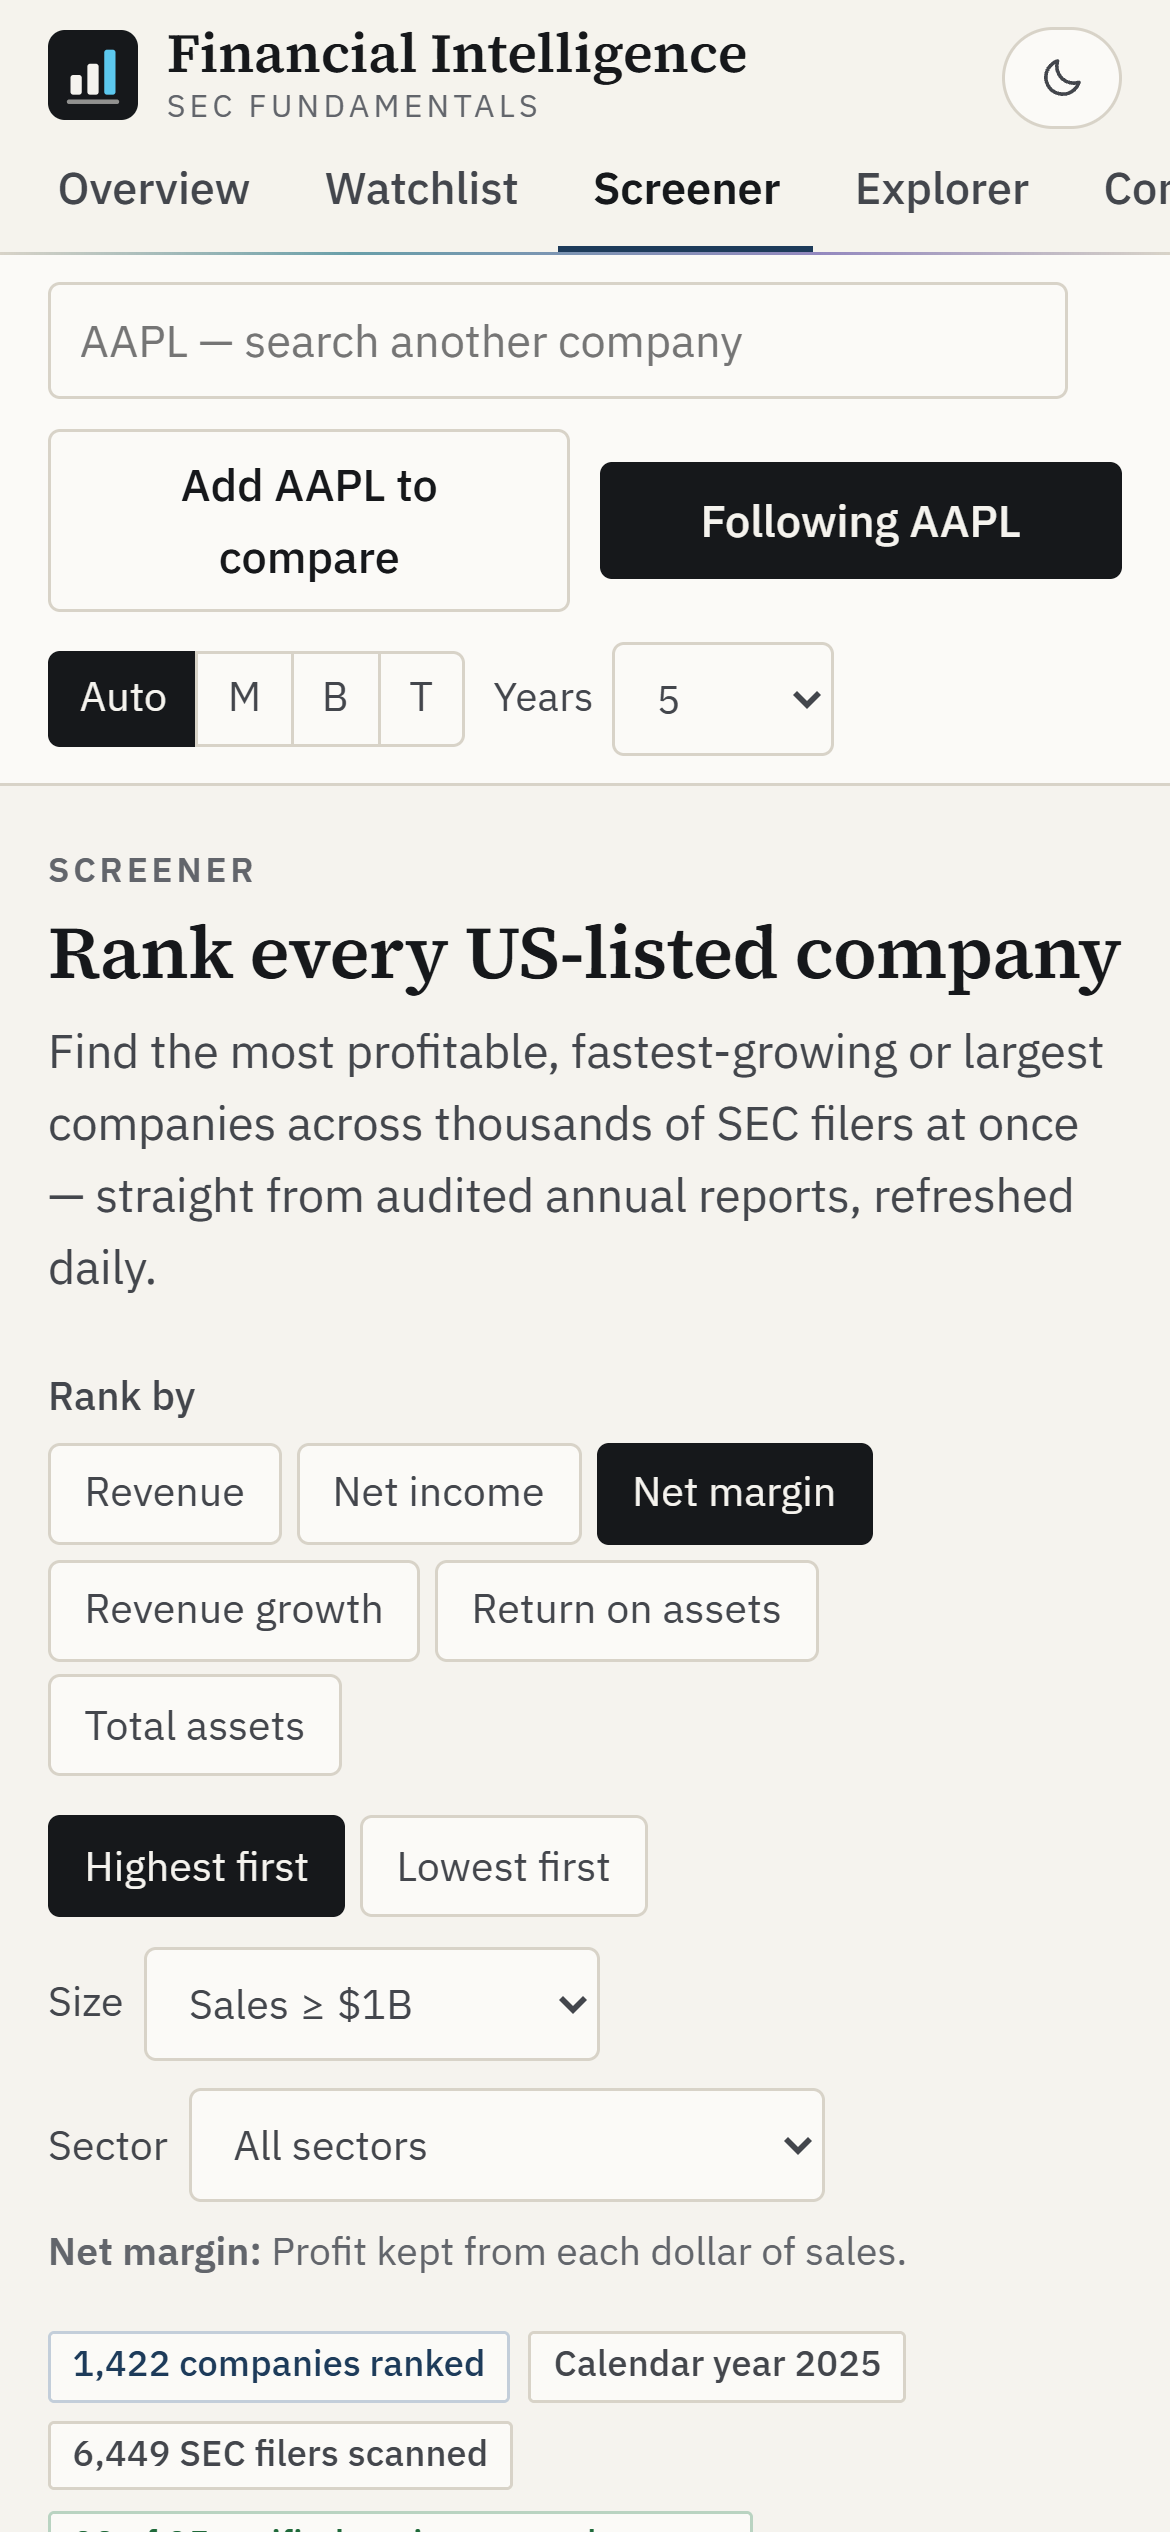 Financial Intelligence
SEC FUNDAMENTALS
Overview Watchlist Screener Explorer
AAPL — search another company
Add AAPL to
compare
Following AAPL
Auto M B T Years 5
SCREENER
Rank every US-listed company
Find the most profitable, fastest-growing or largest
companies across thousands of SEC filers at once
— straight from audited annual reports, refreshed
daily.
Rank by
Revenue Net income Net margin
Revenue growth Return on assets
Total assets
Highest first Lowest first
Size Sales ≥ $1B
Sector All sectors
Net margin: Profit kept from each dollar of sales.
1,422 companies ranked Calendar year 2025
6,449 SEC filers scanned